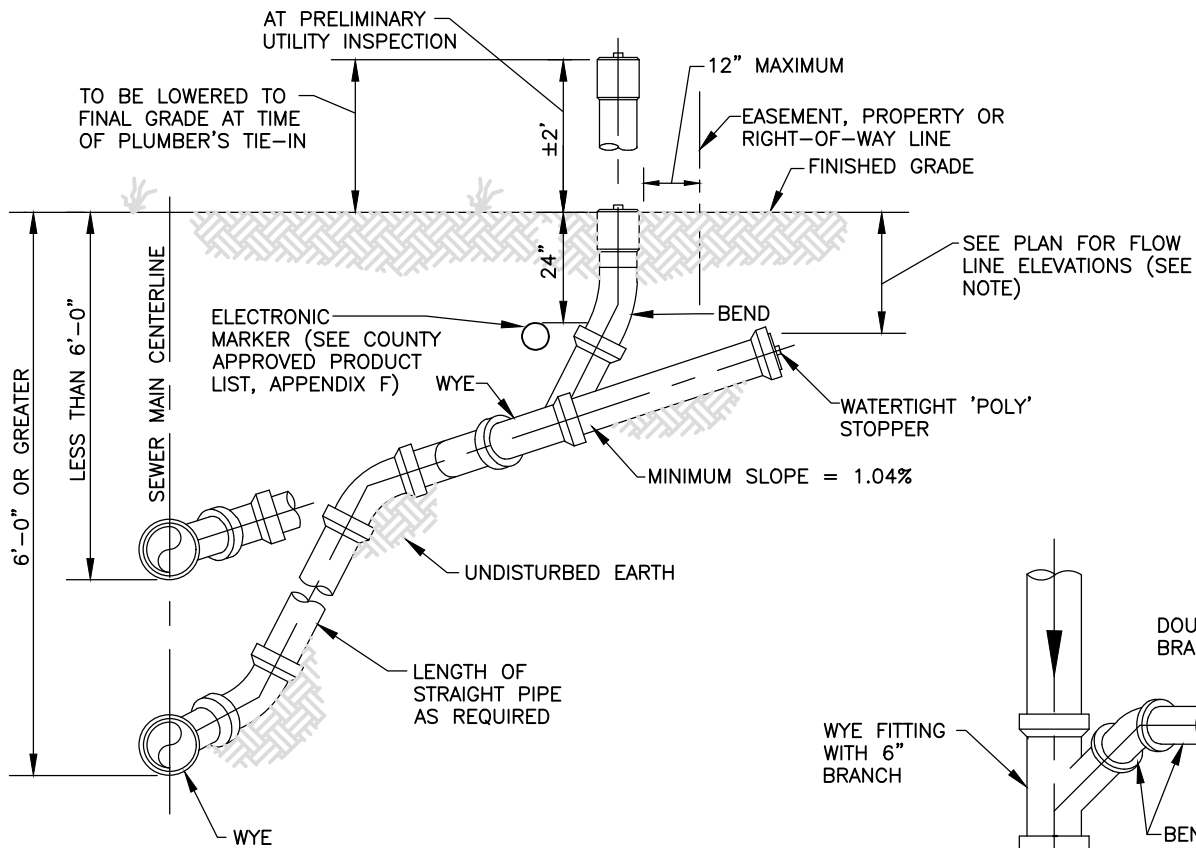 AT PRELIMINARY
UTILITY INSPECTION
12" MAXIMUM
TO BE LOWERED TO
FINAL GRADE AT TIME
OF PLUMBER'S TIE-IN
±2'
EASEMENT, PROPERTY OR
RIGHT-OF-WAY LINE
FINISHED GRADE
24"
SEE PLAN FOR FLOW
LINE ELEVATIONS (SEE
NOTE)
6'-0" OR GREATER
LESS THAN 6'-0"
SEWER MAIN CENTERLINE
ELECTRONIC
MARKER (SEE COUNTY
APPROVED PRODUCT
LIST, APPENDIX F)
BEND
WYE
WATERTIGHT 'POLY'
STOPPER
MINIMUM SLOPE = 1.04%
UNDISTURBED EARTH
LENGTH OF
STRAIGHT PIPE
AS REQUIRED
WYE
DOU
BRA
WYE FITTING
WITH 6"
BRANCH
BEN